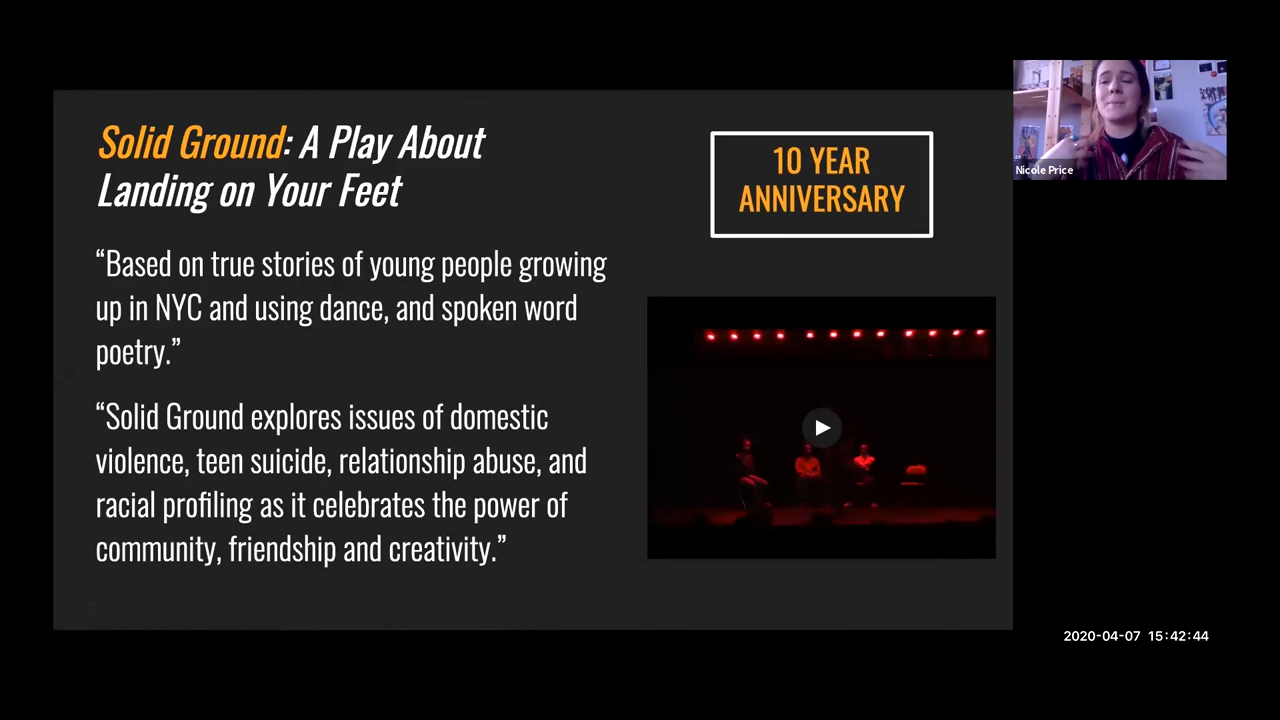 Solid Ground: A Play About
Landing on Your Feet
10 YEAR
ANNIVERSARY
“Based on true stories of young people growing
up in NYC and using dance, and spoken word
poetry.”
“Solid Ground explores issues of domestic
violence, teen suicide, relationship abuse, and
racial profiling as it celebrates the power of
community, friendship and creativity.”
Nicole Price
2020-04-07 15:42:44